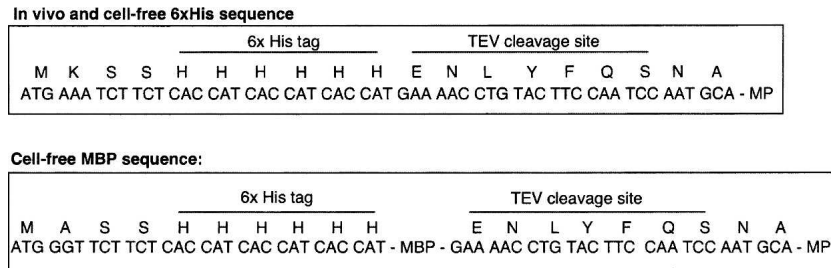 In vivo and cell-free 6xHis sequence
6x His tag TEV cleavage site
M K S S H H H H H H E N L Y F Q S N A
ATG AAA TCT TCT CAC CAT CAC CAT CAC CAT GAA AAC CTG TAC TTC CAA TCC AAT GCA - MP
Cell-free MBP sequence:
6x His tag TEV cleavage site
M A S S H H H H H H E N L Y F Q S N A
ATG GGT TCT TCT CAC CAT CAC CAT CAC CAT - MBP - GAA AAC CTG TAC TTC CAA TCC AAT GCA - MP